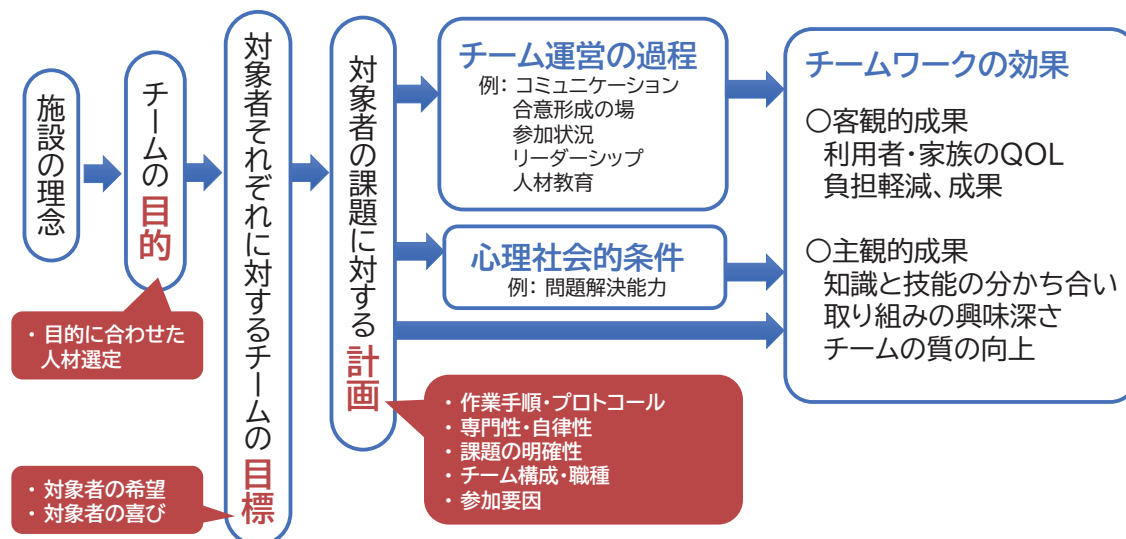 施設の理念
チームの目的
・目的に合わせた
人材選定
対象者それぞれに対するチームの目標
・対象者の希望
・対象者の喜び
対象者の課題に対する計画
・作業手順・プロトコール
・専門性・自律性
・課題の明確性
・チーム構成・職種
・参加要因
チーム運営の過程
例： コミュニケーション
合意形成の場
参加状況
リーダーシップ
人材教育
心理社会的条件
例： 問題解決能力
チームワークの効果
○客観的成果
利用者・家族のQOL
負担軽減、成果
○主観的成果
知識と技能の分かち合い
取り組みの興味深さ
チームの質の向上